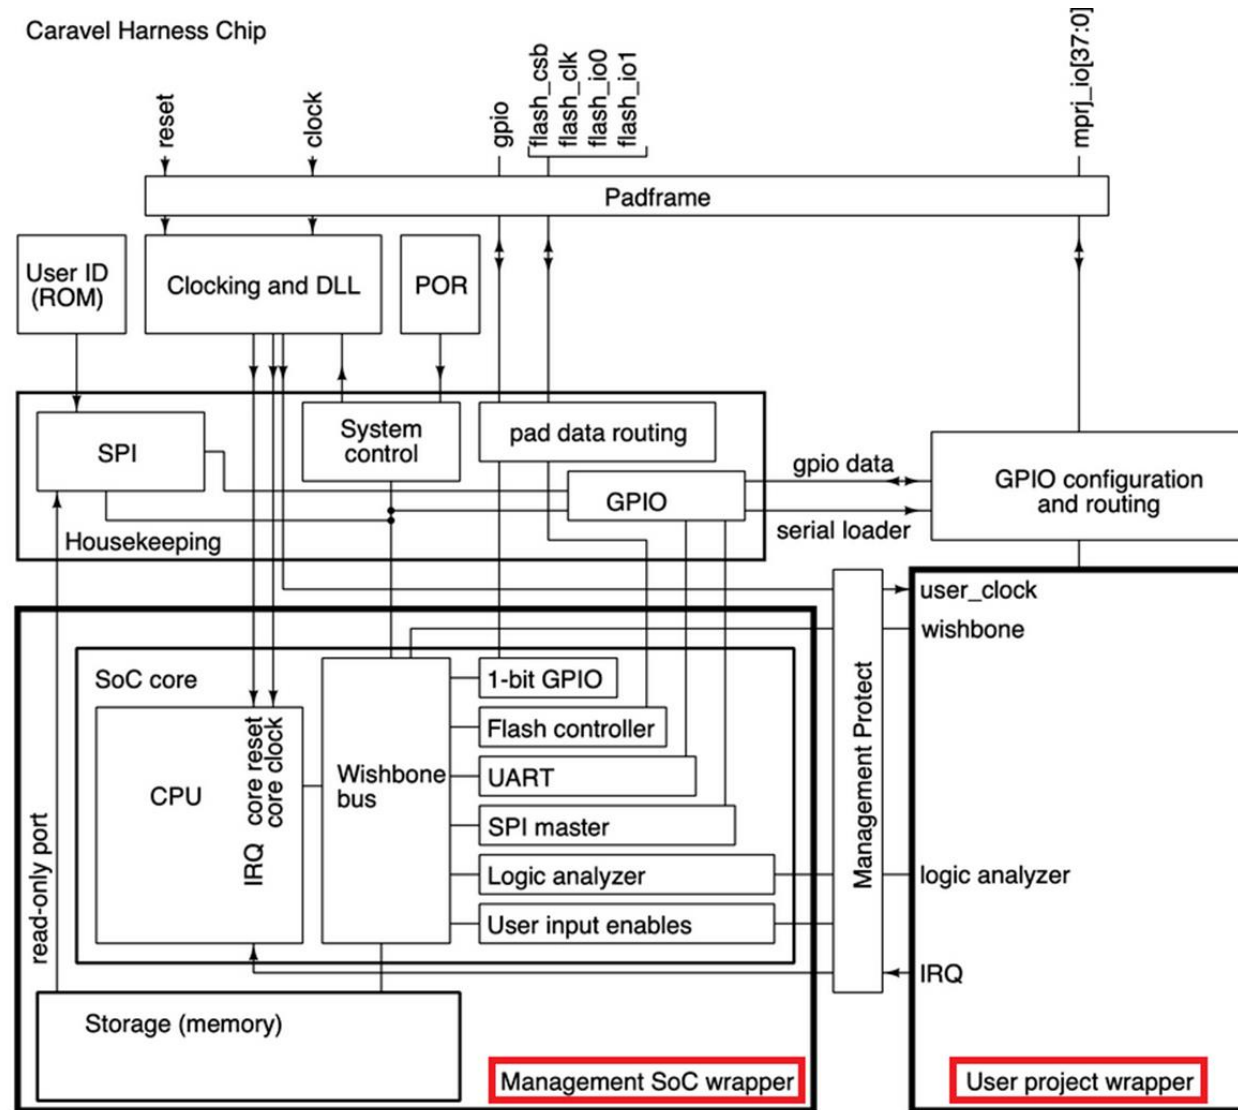 Caravel Harness Chip
reset
clock
gpio
flash_csb
flash_clk
flash_io0
flash_io1
mprj_io[37:0]
Padframe
User ID
(ROM)
Clocking and DLL
POR
SPI
System
control
pad data routing
GPIO
Housekeeping
gpio data
serial loader
GPIO configuration
and routing
user_clock
wishbone
logic analyzer
IRQ
Management Protect
SoC core
CPU
IRQ
core reset
core clock
Wishbone
bus
1-bit GPIO
Flash controller
UART
SPI master
Logic analyzer
User input enables
read-only port
Storage (memory)
Management SoC wrapper
User project wrapper